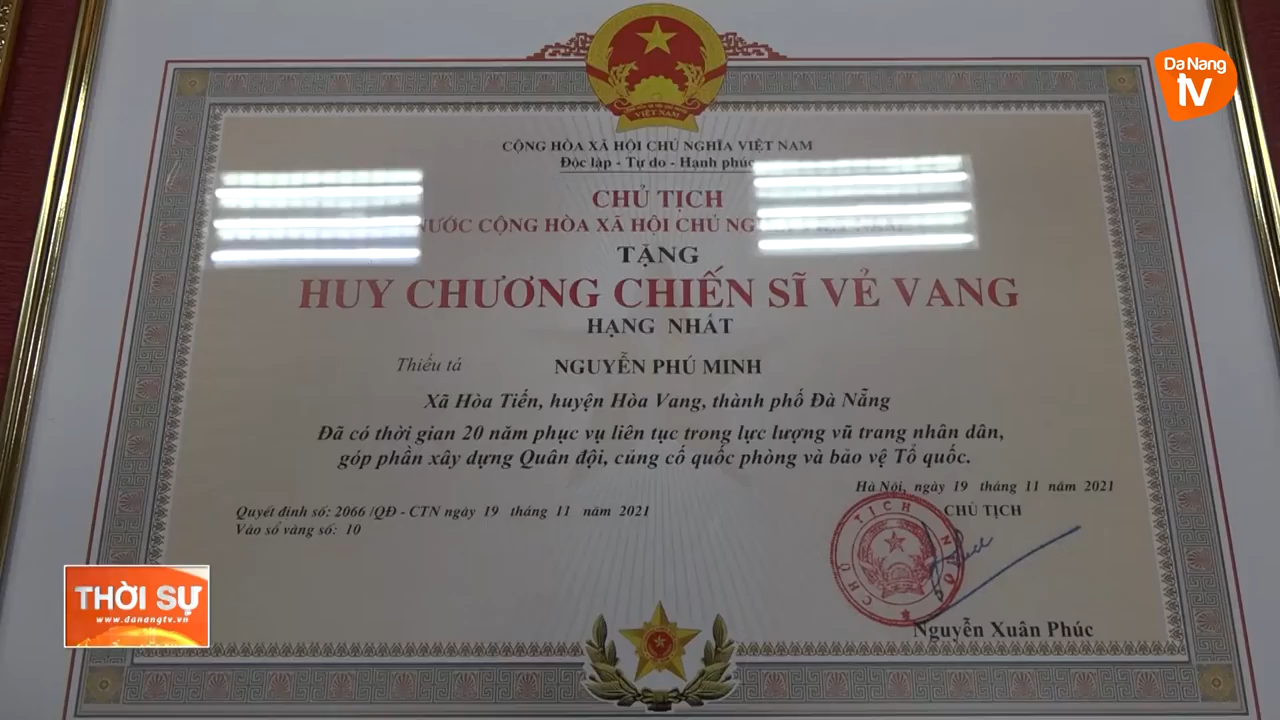 Da Nang
tv
VIỆT NAM
CỘNG HÒA XÃ HỘI CHỦ NGHĨA VIỆT NAM
Độc lập - Tự do - Hạnh phúc
CHỦ TỊCH
NƯỚC CỘNG HÒA XÃ HỘI CHỦ
TẶNG
HUY CHƯƠNG CHIẾN SĨ VẺ VANG
HẠNG NHẤT
Thiếu tá NGUYỄN PHÚ MINH
Xã Hòa Tiến, huyện Hòa Vang, thành phố Đà Nẵng
Đã có thời gian 20 năm phục vụ liên tục trong lực lượng vũ trang nhân dân,
góp phần xây dựng Quân đội, củng cố quốc phòng và bảo vệ Tổ quốc.
Hà Nội, ngày 19 tháng 11 năm 2021
Quyết định số: 2066 /QĐ - CTN ngày 19 tháng 11 năm 2021
CHỦ TỊCH
Vào sổ vàng số: 10
CHỦ TỊCH
Nguyễn Xuân Phúc
THỜI SỰ
www.danangtv.vn